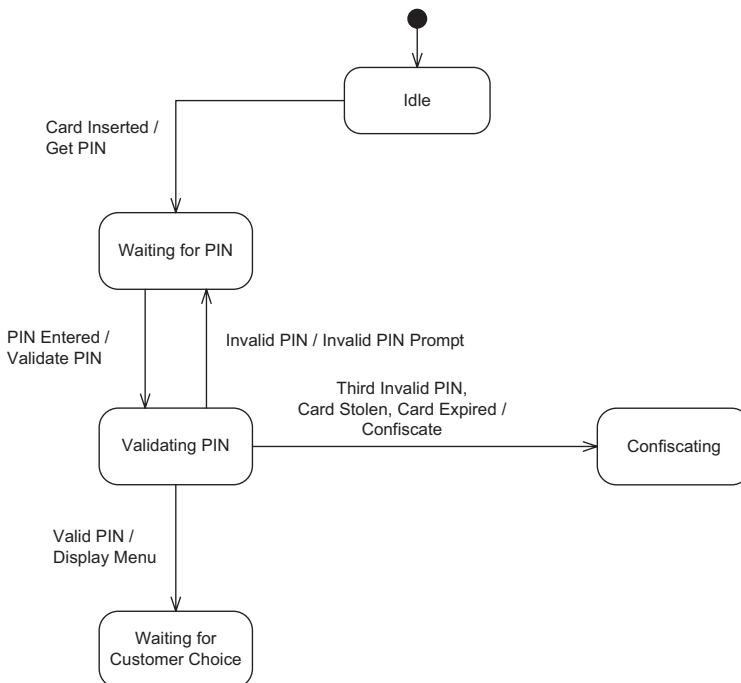 Idle
Card Inserted /
Get PIN
Waiting for PIN
PIN Entered /
Validate PIN
Invalid PIN / Invalid PIN Prompt
Third Invalid PIN,
Card Stolen, Card Expired /
Confiscate
Validating PIN
Confiscating
Valid PIN /
Display Menu
Waiting for
Customer Choice